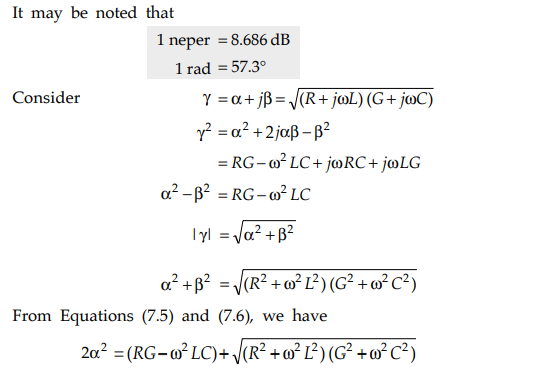 It may be noted that
1 neper = 8.686 dB
1 rad = 57.3°
Consider γ = α + jβ = √(R + jωL) (G + jωC)
γ² = α² + 2jαβ – β²
= RG – ω² LC + jωRC + jωLG
α² – β² = RG – ω² LC
|γ| = √α² + β²
α² + β² = √(R² + ω² L²) (G² + ω² C²)
From Equations (7.5) and (7.6), we have
2α² = (RG – ω² LC) + √(R² + ω² L²) (G² + ω² C²)